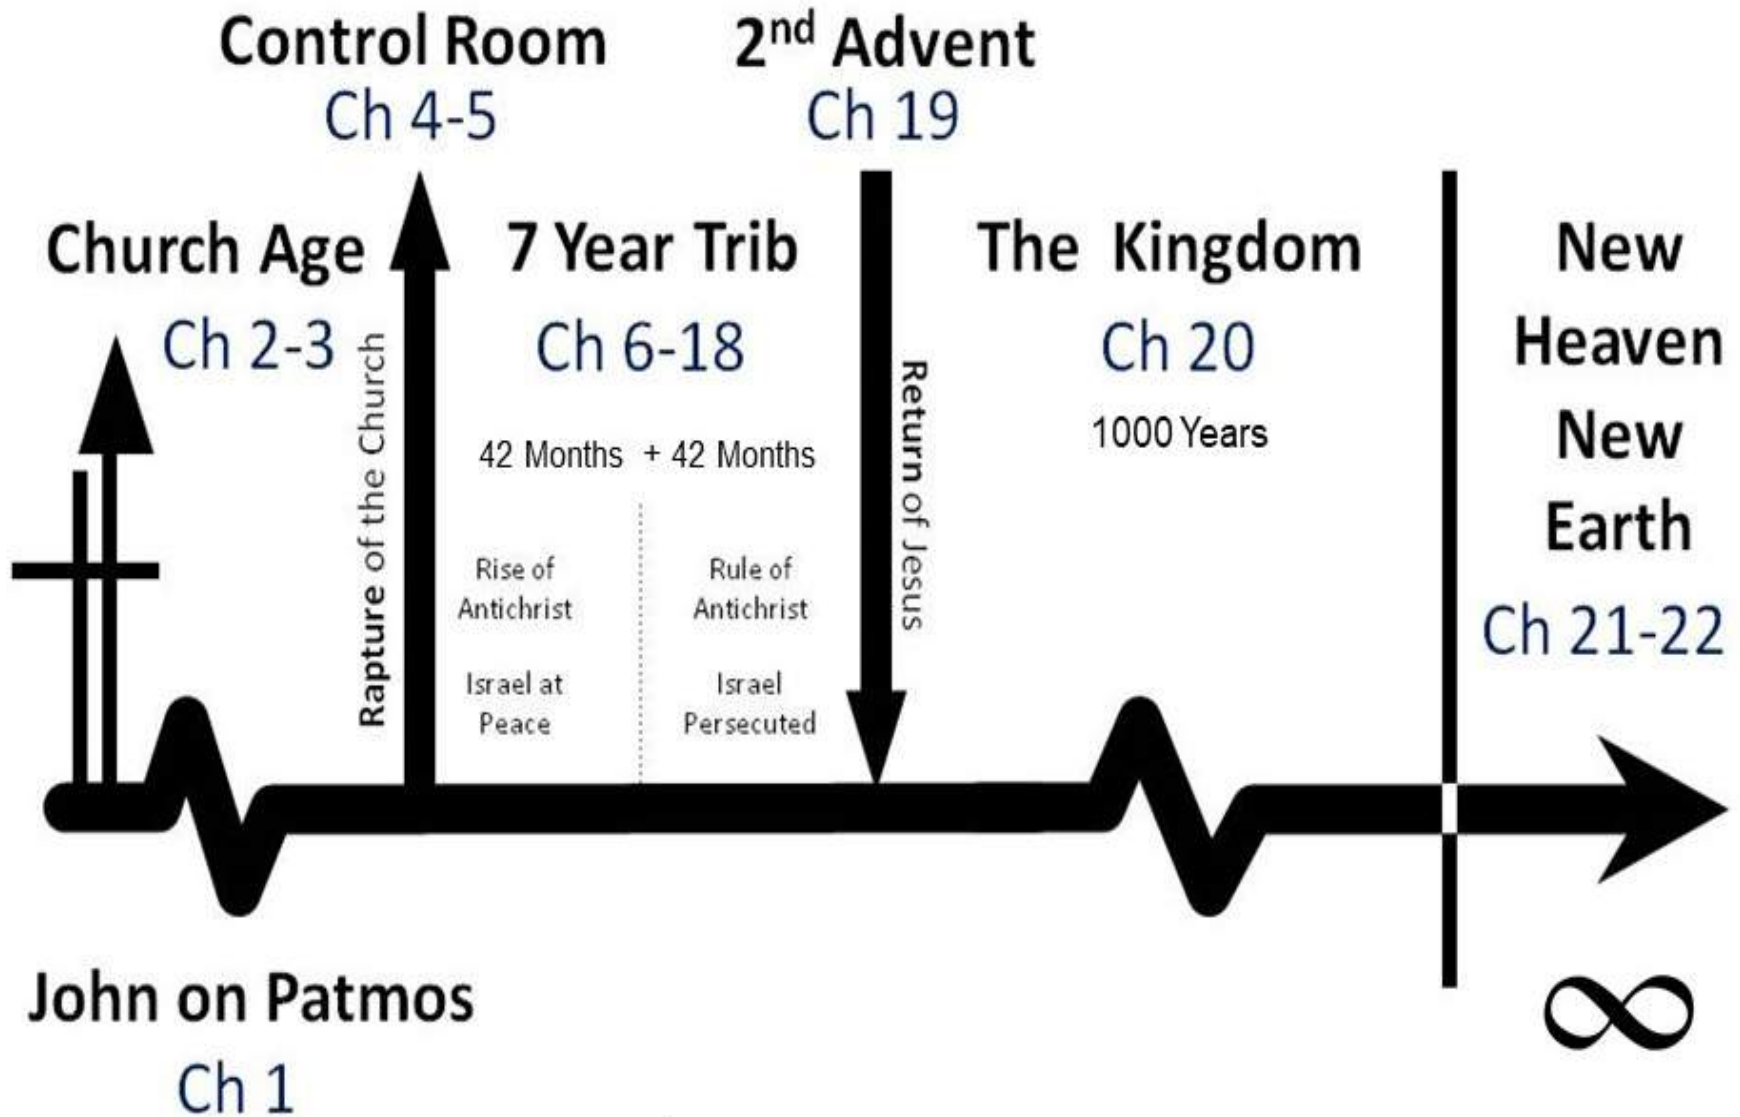 Control Room
Ch 4-5
2nd Advent
Ch 19
Church Age
Ch 2-3
Rapture of the Church
7 Year Trib
Ch 6-18
42 Months + 42 Months
Rise of
Antichrist
Israel at
Peace
Rule of
Antichrist
Israel
Persecuted
Return of Jesus
The Kingdom
Ch 20
1000 Years
New
Heaven
New
Earth
Ch 21-22
∞
John on Patmos
Ch 1